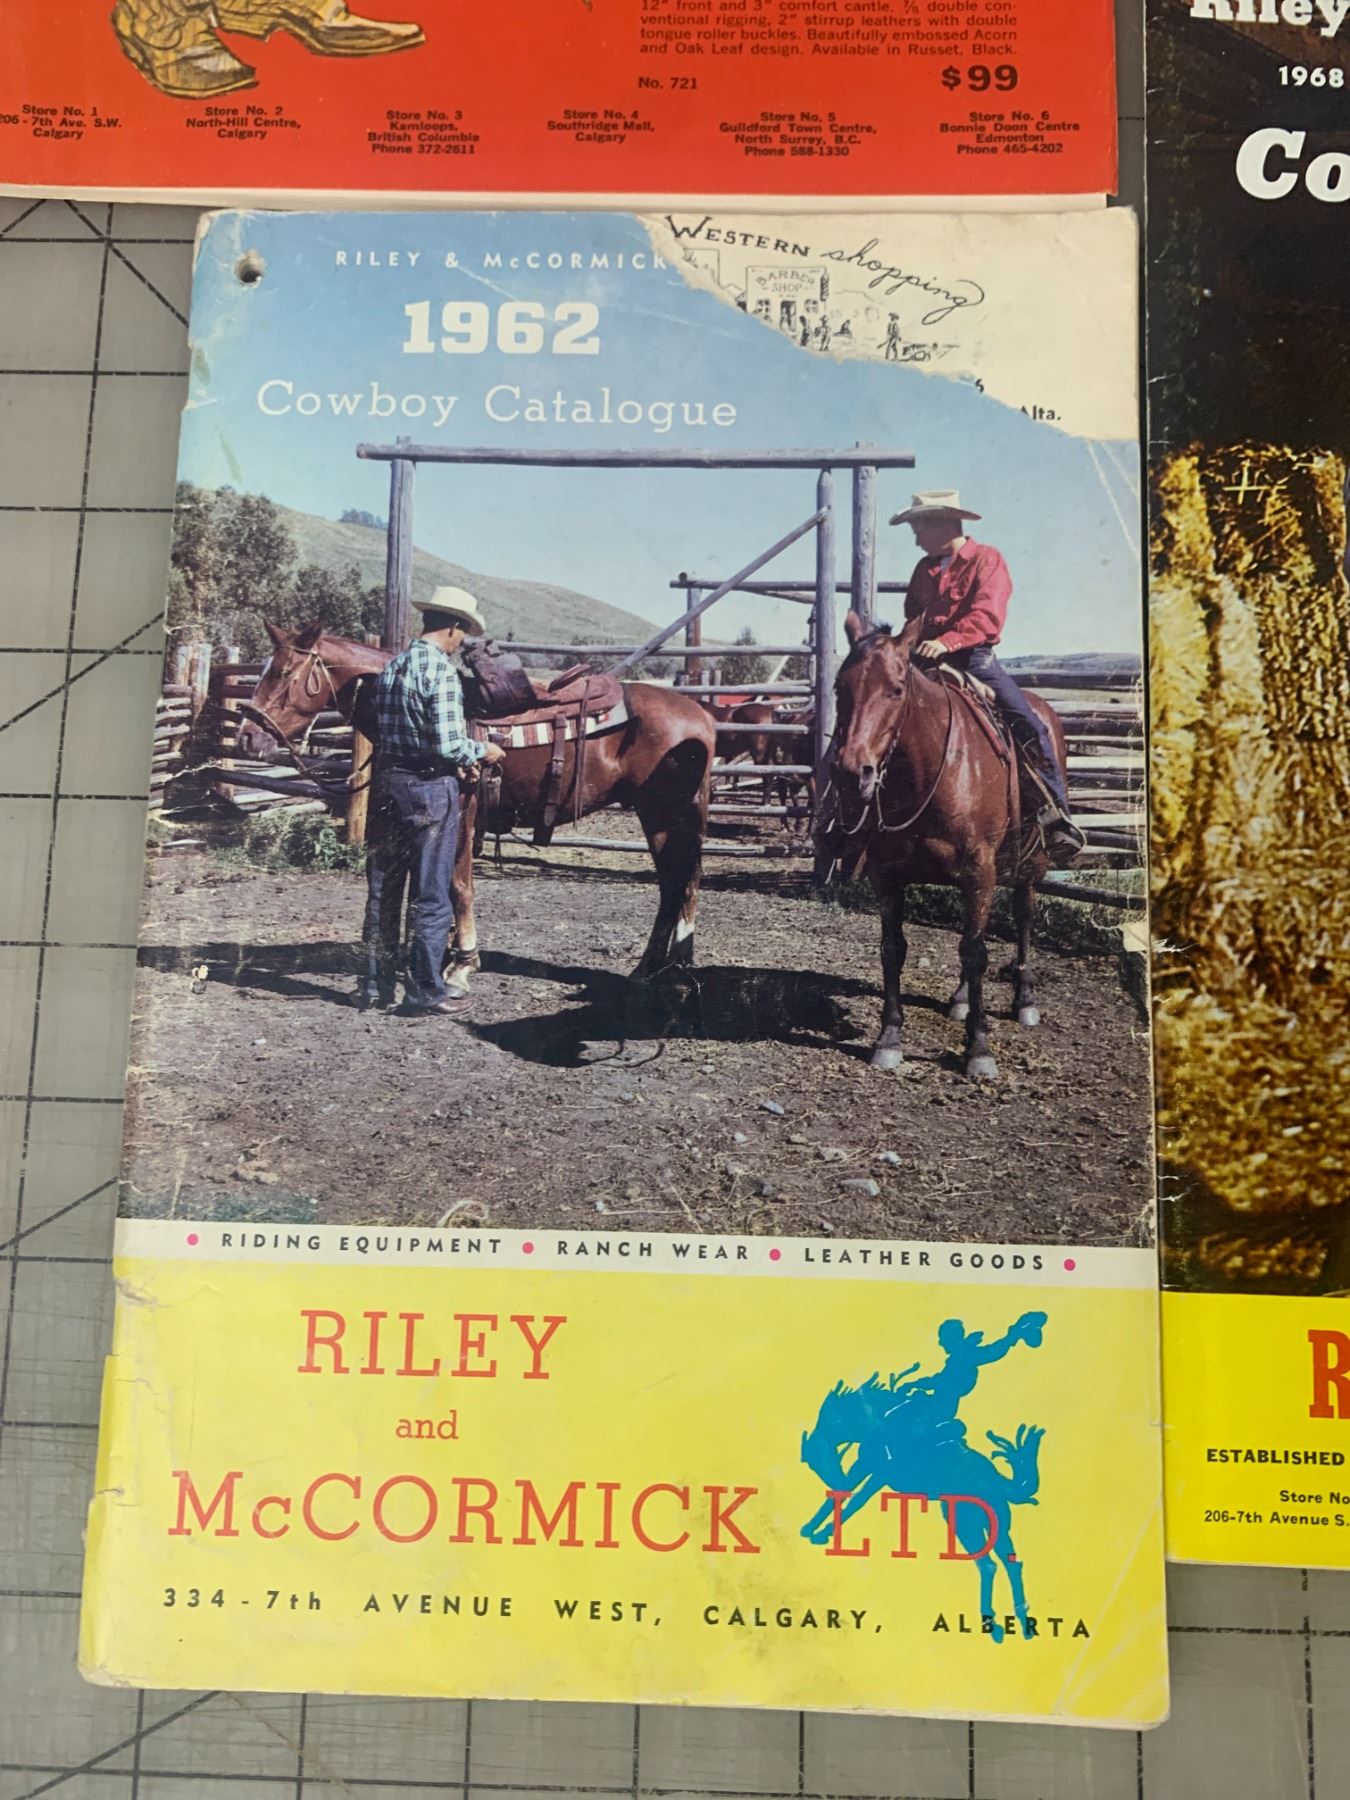 12" front and 3" comfort cantle, ⅞ double con-
ventional rigging, 2" stirrup leathers with double
tongue roller buckles. Beautifully embossed Acorn
and Oak Leaf design. Available in Russet, Black.
No. 721
$99
Store No. 1
206 - 7th Ave. S.W.
Calgary
Store No. 2
North-Hill Centre,
Calgary
Store No. 3
Kamloops,
British Columbia
Phone 372-2611
Store No. 4
Southridge Mall,
Calgary
Store No. 5
Guildford Town Centre,
North Surrey, B.C.
Phone 588-1330
Store No. 6
Bonnie Doon Centre
Edmonton
Phone 465-4202
RILEY & McCORMICK
1962
Cowboy Catalogue
WESTERN shopping
BARBER
SHOP
Alta.
• RIDING EQUIPMENT • RANCH WEAR • LEATHER GOODS •
RILEY
and
McCORMICK LTD.
334 - 7th AVENUE WEST, CALGARY, ALBERTA
Riley
1968
Co
R
ESTABLISHED
Store No
206-7th Avenue S.